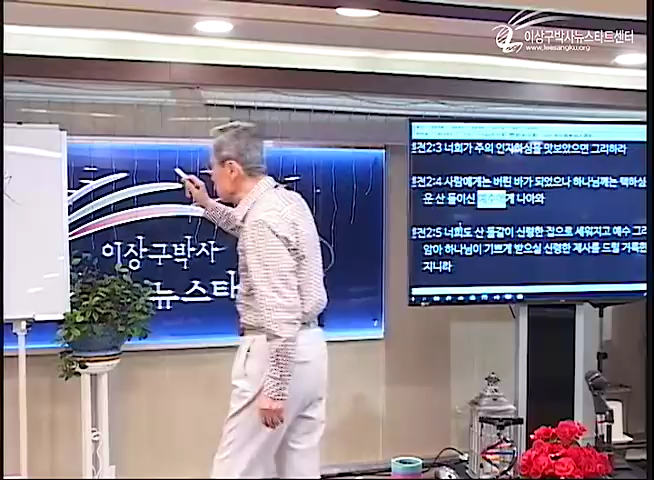 이상구박사뉴스타트센터
www.leesangku.org
벧전2:3 너희가 주의 인자하심을 맛보았으면 그리하라
벧전2:4 사람에게는 버린 바가 되었으나 하나님께는 택하심
운 산 돌이신 예수에게 나아와
벧전2:5 너희도 산 돌같이 신령한 집으로 세워지고 예수 그리
암아 하나님이 기쁘게 받으실 신령한 제사를 드릴 거룩한
지니라
이상구박사
뉴스타트